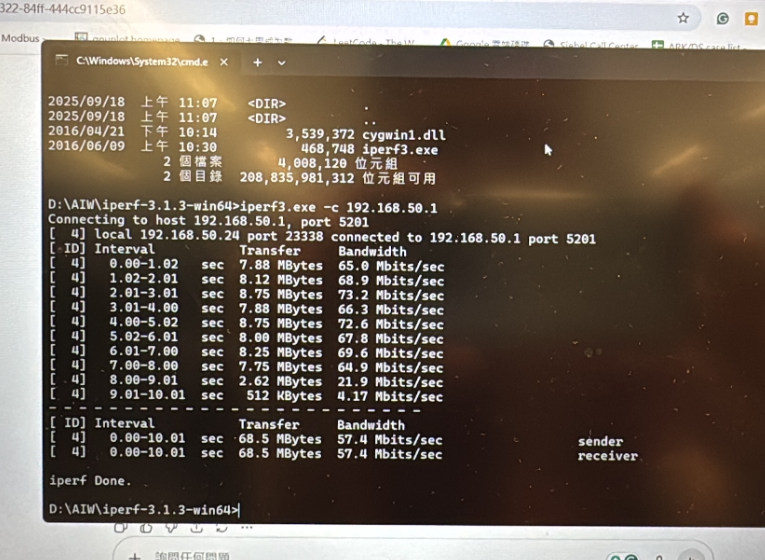 322-84ff-444cc9115e36
Modbus
gnuplot homepage
LeetCode - The W
Google
Siebel Call Center
C:\Windows\System32\cmd.e
2025/09/18 上午 11:07 <DIR> .
2025/09/18 上午 11:07 <DIR> ..
2016/04/21 下午 10:14 3,539,372 cygwin1.dll
2016/06/09 上午 10:30 468,748 iperf3.exe
2 個檔案 4,008,120 位元組
2 個目錄 208,835,981,312 位元組可用
D:\AIW\iperf-3.1.3-win64>iperf3.exe -c 192.168.50.1
Connecting to host 192.168.50.1, port 5201
[ 4] local 192.168.50.24 port 23338 connected to 192.168.50.1 port 5201
[ ID] Interval Transfer Bandwidth
[ 4] 0.00-1.02 sec 7.88 MBytes 65.0 Mbits/sec
[ 4] 1.02-2.01 sec 8.12 MBytes 68.9 Mbits/sec
[ 4] 2.01-3.01 sec 8.75 MBytes 73.2 Mbits/sec
[ 4] 3.01-4.00 sec 7.88 MBytes 66.3 Mbits/sec
[ 4] 4.00-5.02 sec 8.75 MBytes 72.6 Mbits/sec
[ 4] 5.02-6.01 sec 8.00 MBytes 67.8 Mbits/sec
[ 4] 6.01-7.00 sec 8.25 MBytes 69.6 Mbits/sec
[ 4] 7.00-8.00 sec 7.75 MBytes 64.9 Mbits/sec
[ 4] 8.00-9.01 sec 2.62 MBytes 21.9 Mbits/sec
[ 4] 9.01-10.01 sec 512 KBytes 4.17 Mbits/sec
- - - - - - - - - - - - - - - - - - - - - - - - -
[ ID] Interval Transfer Bandwidth
[ 4] 0.00-10.01 sec 68.5 MBytes 57.4 Mbits/sec sender
[ 4] 0.00-10.01 sec 68.5 MBytes 57.4 Mbits/sec receiver
iperf Done.
D:\AIW\iperf-3.1.3-win64>
詢問任何問題